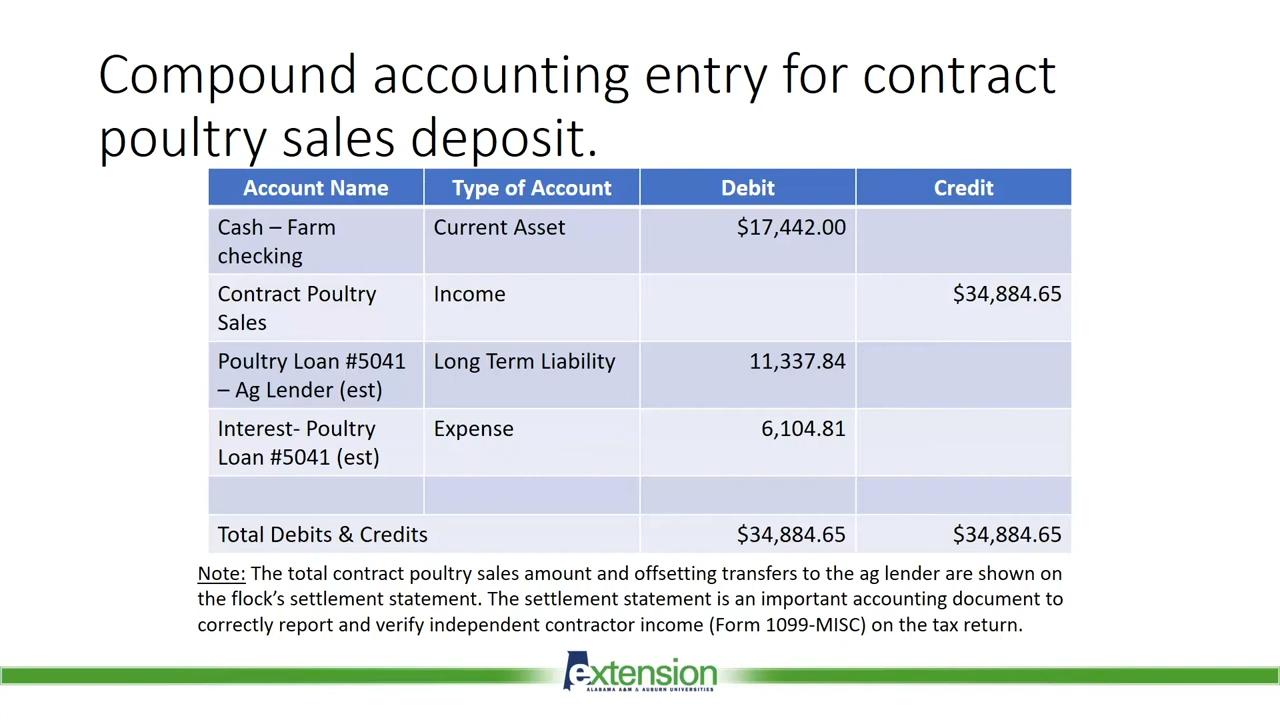 Compound accounting entry for contract
poultry sales deposit.
Account Name Type of Account Debit Credit
Cash – Farm Current Asset $17,442.00
checking
Contract Poultry Income $34,884.65
Sales
Poultry Loan #5041 Long Term Liability 11,337.84
– Ag Lender (est)
Interest- Poultry Expense 6,104.81
Loan #5041 (est)
Total Debits & Credits $34,884.65 $34,884.65
Note: The total contract poultry sales amount and offsetting transfers to the ag lender are shown on
the flock’s settlement statement. The settlement statement is an important accounting document to
correctly report and verify independent contractor income (Form 1099-MISC) on the tax return.
extension
ALABAMA A&M & AUBURN UNIVERSITIES